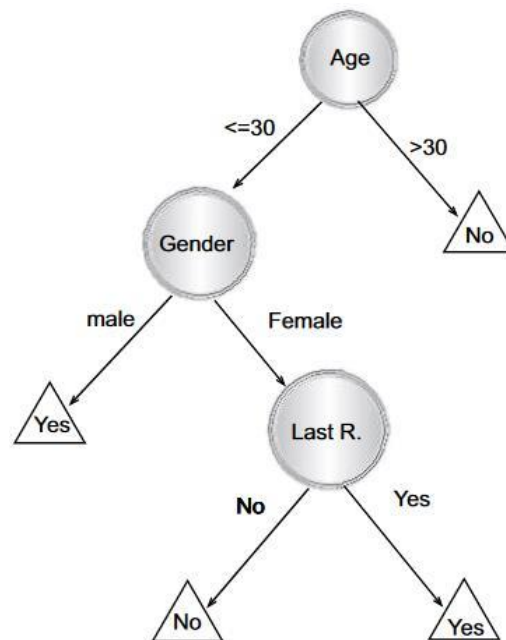 Age
<=30
>30
Gender
No
male
Female
Yes
Last R.
No
Yes
No
Yes